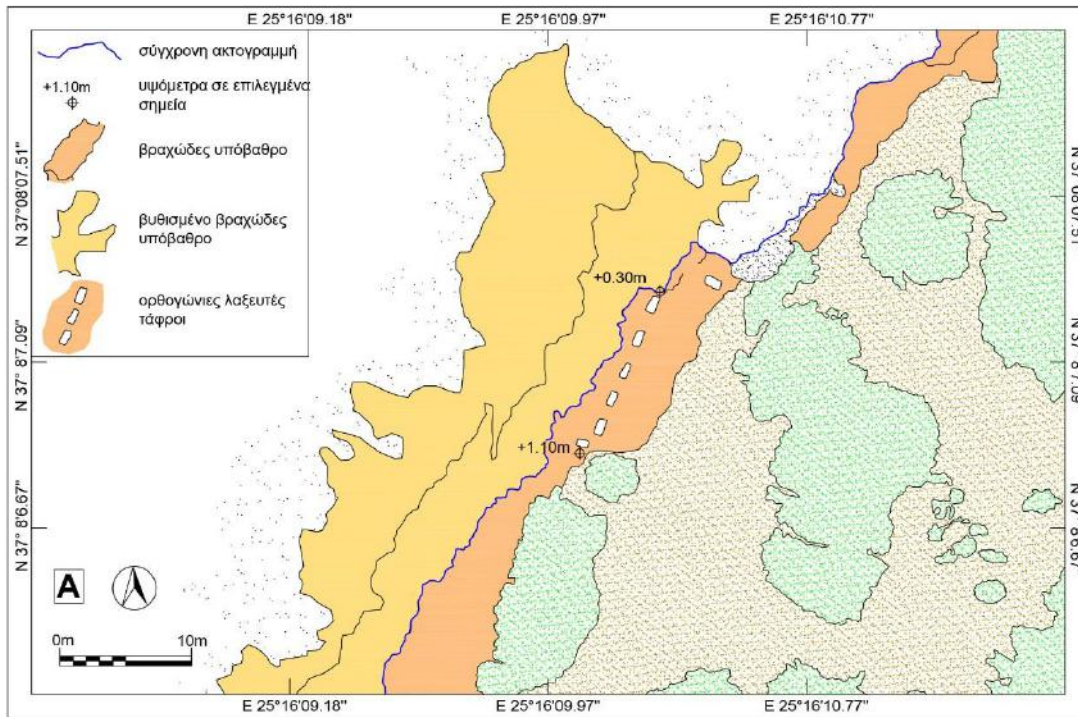 E 25°16'09.18"
E 25°16'09.97"
E 25°16'10.77"
σύγχρονη ακτογραμμή
+1.10m
υψόμετρα σε επιλεγμένα
σημεία
βραχώδες υπόβαθρο
βυθισμένο βραχώδες
υπόβαθρο
ορθογώνιες λαξευτές
τάφροι
N 37°08'07.51"
N 37° 8'7.09"
N 37° 8'6.67"
+0.30m
+1.10m
A
0m
10m
E 25°16'09.18"
E 25°16'09.97"
E 25°16'10.77"